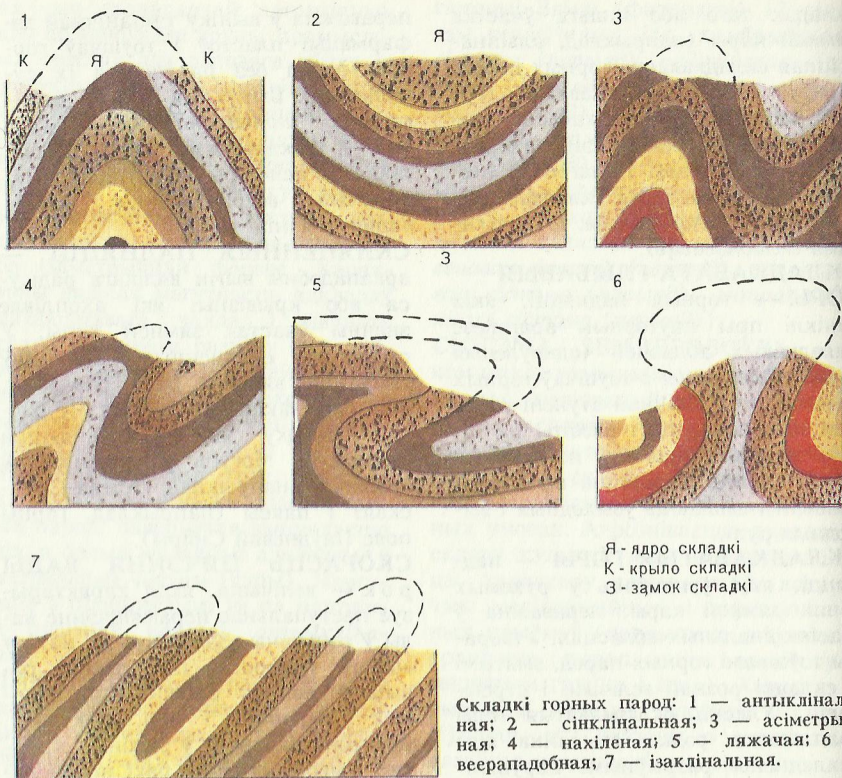 1
К Я К
2
Я
3
4
5
З
6
7
Я - ядро складкі
К - крыло складкі
З - замок складкі
Складкі горных парод: 1 — антыклінал
ная; 2 — сінклінальная; 3 — асіметры
ная; 4 — нахіленая; 5 — ляжачая; 6
веерападобная; 7 — ізаклінальная.